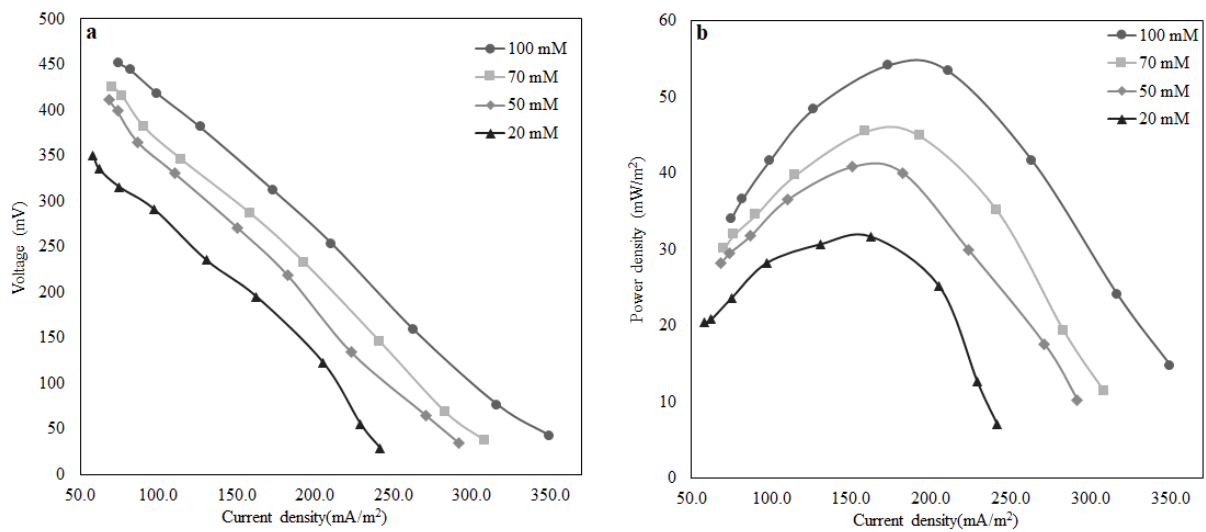 a
500
450
400
350
300
250
200
150
100
50
0
Voltage (mV)
50.0 100.0 150.0 200.0 250.0 300.0 350.0
Current density(mA/m²)
100 mM
70 mM
50 mM
20 mM
b
60
50
40
30
20
10
0
Power density (mW/m²)
50.0 100.0 150.0 200.0 250.0 300.0 350.0
Current density(mA/m²)
100 mM
70 mM
50 mM
20 mM